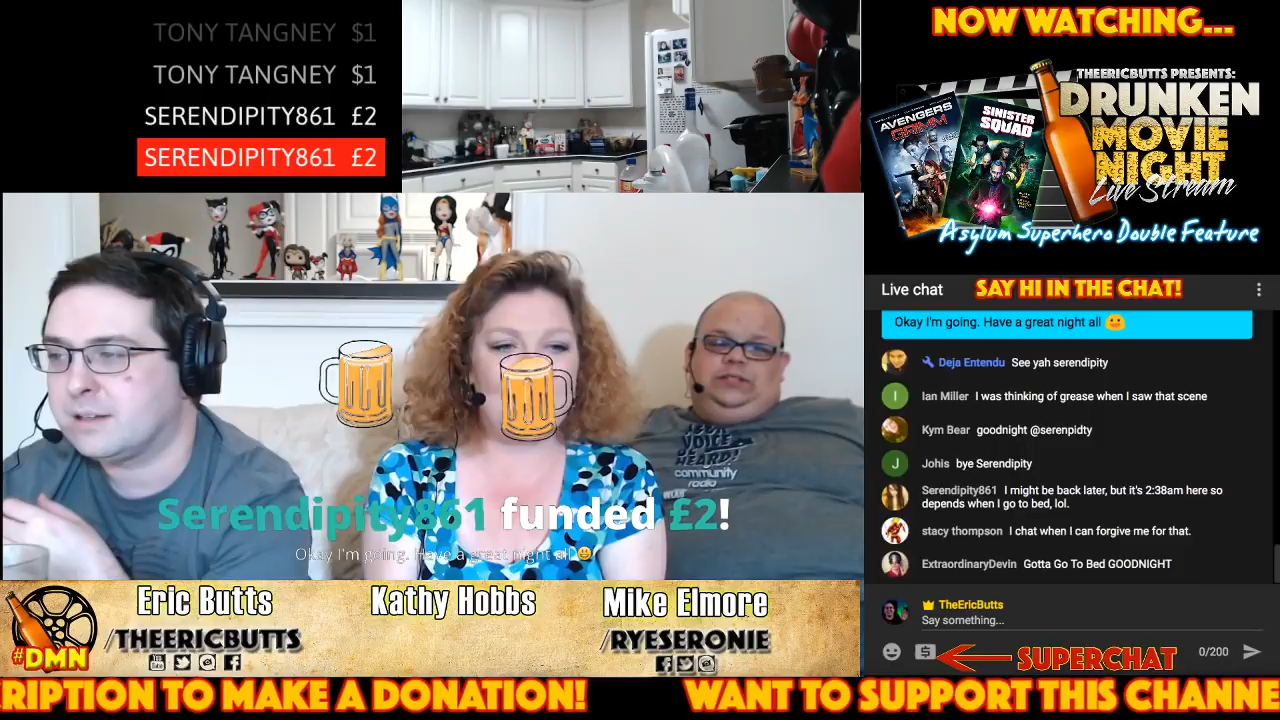 TONY TANGNEY $1
TONY TANGNEY $1
SERENDIPITY861 £2
SERENDIPITY861 £2
NOW WATCHING...
THEERICBUTTS PRESENTS:
DRUNKEN
MOVIE
NIGHT
Live Stream
AVENGERS
GRIMM
SINISTER
SQUAD
Asylum Superhero Double Feature
Live chat
SAY HI IN THE CHAT!
Okay I'm going. Have a great night all
Deja Entendu See yah serendipity
Ian Miller I was thinking of grease when I saw that scene
Kym Bear goodnight @serenpidty
Johis bye Serendipity
Serendipity861 I might be back later, but it's 2:38am here so
depends when I go to bed, lol.
stacy thompson I chat when I can forgive me for that.
ExtraordinaryDevin Gotta Go To Bed GOODNIGHT
TheEricButts
Say something...
SUPERCHAT
0/200
VOICE
HEARD!
community
radio
Serendipity861 funded £2!
Okay I'm going. Have a great night all
Eric Butts
/THEERICBUTTS
Kathy Hobbs
Mike Elmore
/RYESERONIE
#DMN
CRIPTION TO MAKE A DONATION!
WANT TO SUPPORT THIS CHANNE